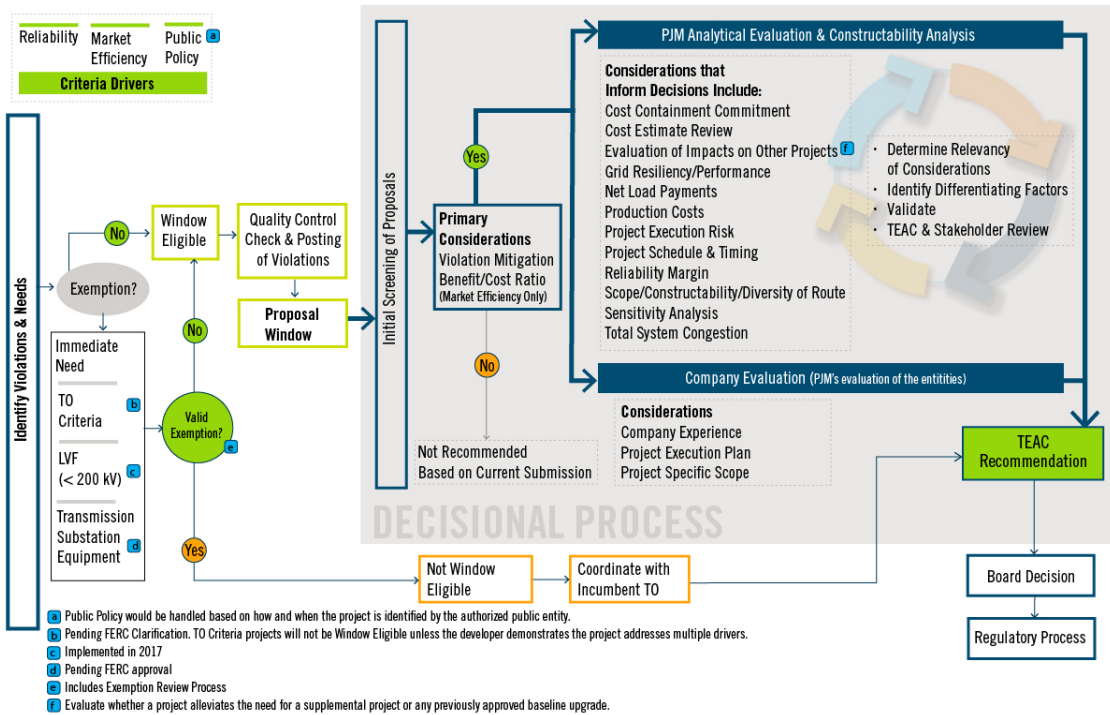 Reliability
Market
Efficiency
Public
Policy
a
Criteria Drivers
Identify Violations & Needs
Exemption?
No
Immediate
Need
TO
Criteria
b
LVF
(< 200 kV)
c
Transmission
Substation
Equipment
d
Window
Eligible
No
Valid
Exemption?
e
Yes
Quality Control
Check & Posting
of Violations
Proposal
Window
Initial Screening of Proposals
Primary
Considerations
Violation Mitigation
Benefit/Cost Ratio
(Market Efficiency Only)
Yes
No
Not Recommended
Based on Current Submission
PJM Analytical Evaluation & Constructability Analysis
Considerations that
Inform Decisions Include:
Cost Containment Commitment
Cost Estimate Review
Evaluation of Impacts on Other Projects f
Grid Resiliency/Performance
Net Load Payments
Production Costs
Project Execution Risk
Project Schedule & Timing
Reliability Margin
Scope/Constructability/Diversity of Route
Sensitivity Analysis
Total System Congestion
• Determine Relevancy
of Considerations
• Identify Differentiating Factors
• Validate
• TEAC & Stakeholder Review
Company Evaluation (PJM's evaluation of the entitities)
Considerations
Company Experience
Project Execution Plan
Project Specific Scope
DECISIONAL PROCESS
TEAC
Recommendation
Not Window
Eligible
Coordinate with
Incumbent TO
Board Decision
Regulatory Process
a Public Policy would be handled based on how and when the project is identified by the authorized public entity.
b Pending FERC Clarification. TO Criteria projects will not be Window Eligible unless the developer demonstrates the project addresses multiple drivers.
c Implemented in 2017
d Pending FERC approval
e Includes Exemption Review Process
f Evaluate whether a project alleviates the need for a supplemental project or any previously approved baseline upgrade.